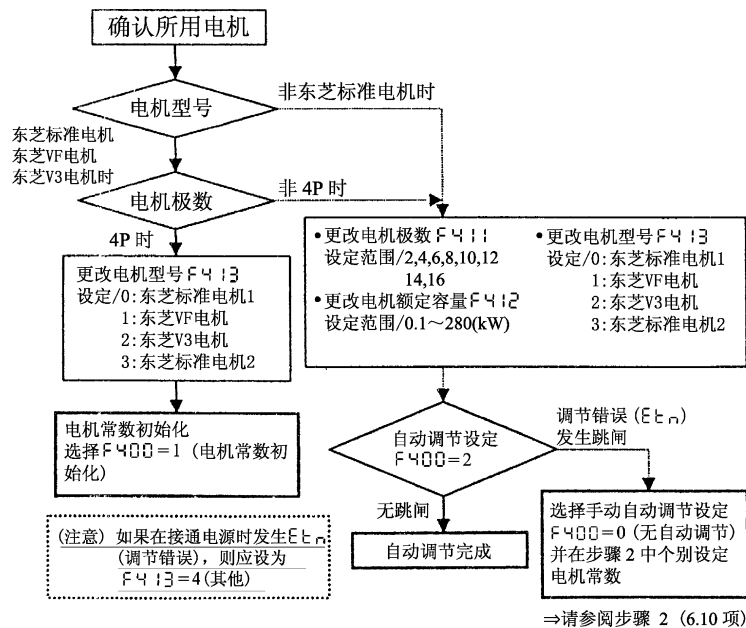 确认所用电机
电机型号
非东芝标准电机时
东芝标准电机
东芝VF电机
东芝V3电机时
电机极数
非 4P 时
4P 时
更改电机型号F413
设定/0:东芝标准电机1
1:东芝VF电机
2:东芝V3电机
3:东芝标准电机2
•更改电机极数F411
设定范围/2,4,6,8,10,12
14,16
•更改电机额定容量F412
设定范围/0.1～280(kW)
•更改电机型号F413
设定/0:东芝标准电机1
1:东芝VF电机
2:东芝V3电机
3:东芝标准电机2
电机常数初始化
选择F400=1 (电机常数初
始化)
自动调节设定
F400=2
调节错误 (Etn)
发生跳闸
无跳闸
自动调节完成
选择手动自动调节设定
F400=0 (无自动调节)
并在步骤 2 中个别设定
电机常数
(注意) 如果在接通电源时发生Etn
(调节错误)，则应设为
F413=4(其他)
⇒请参阅步骤 2 (6.10 项)